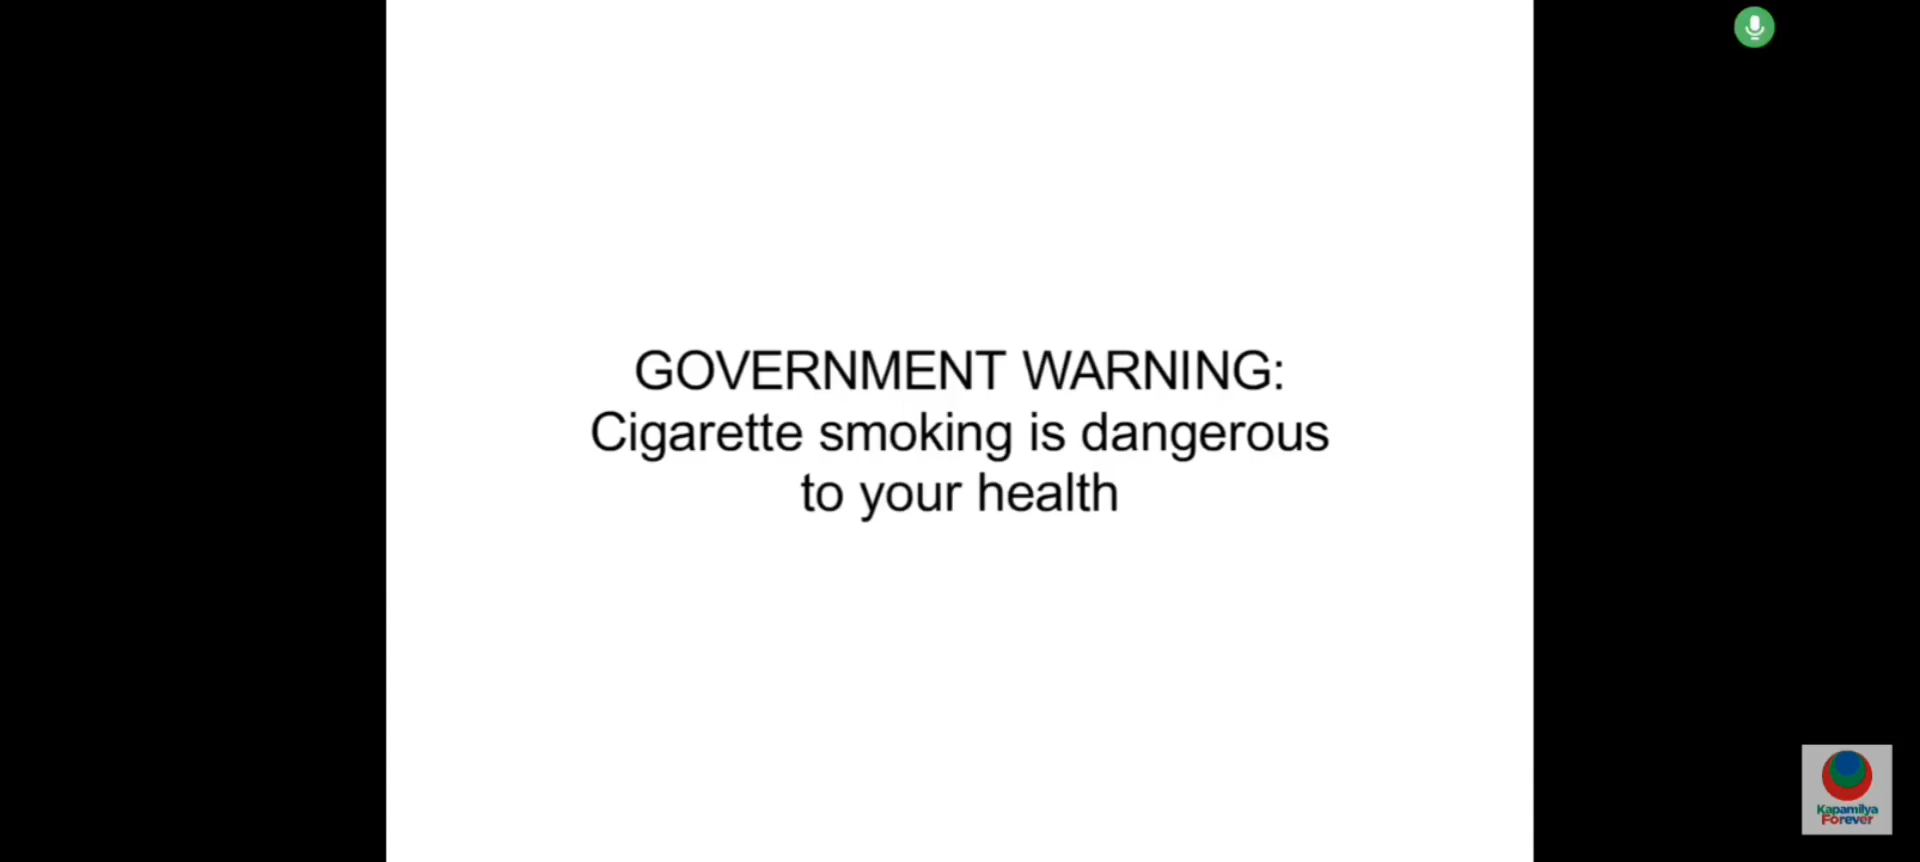 GOVERNMENT WARNING:
Cigarette smoking is dangerous
to your health
Kapamilya
Forever